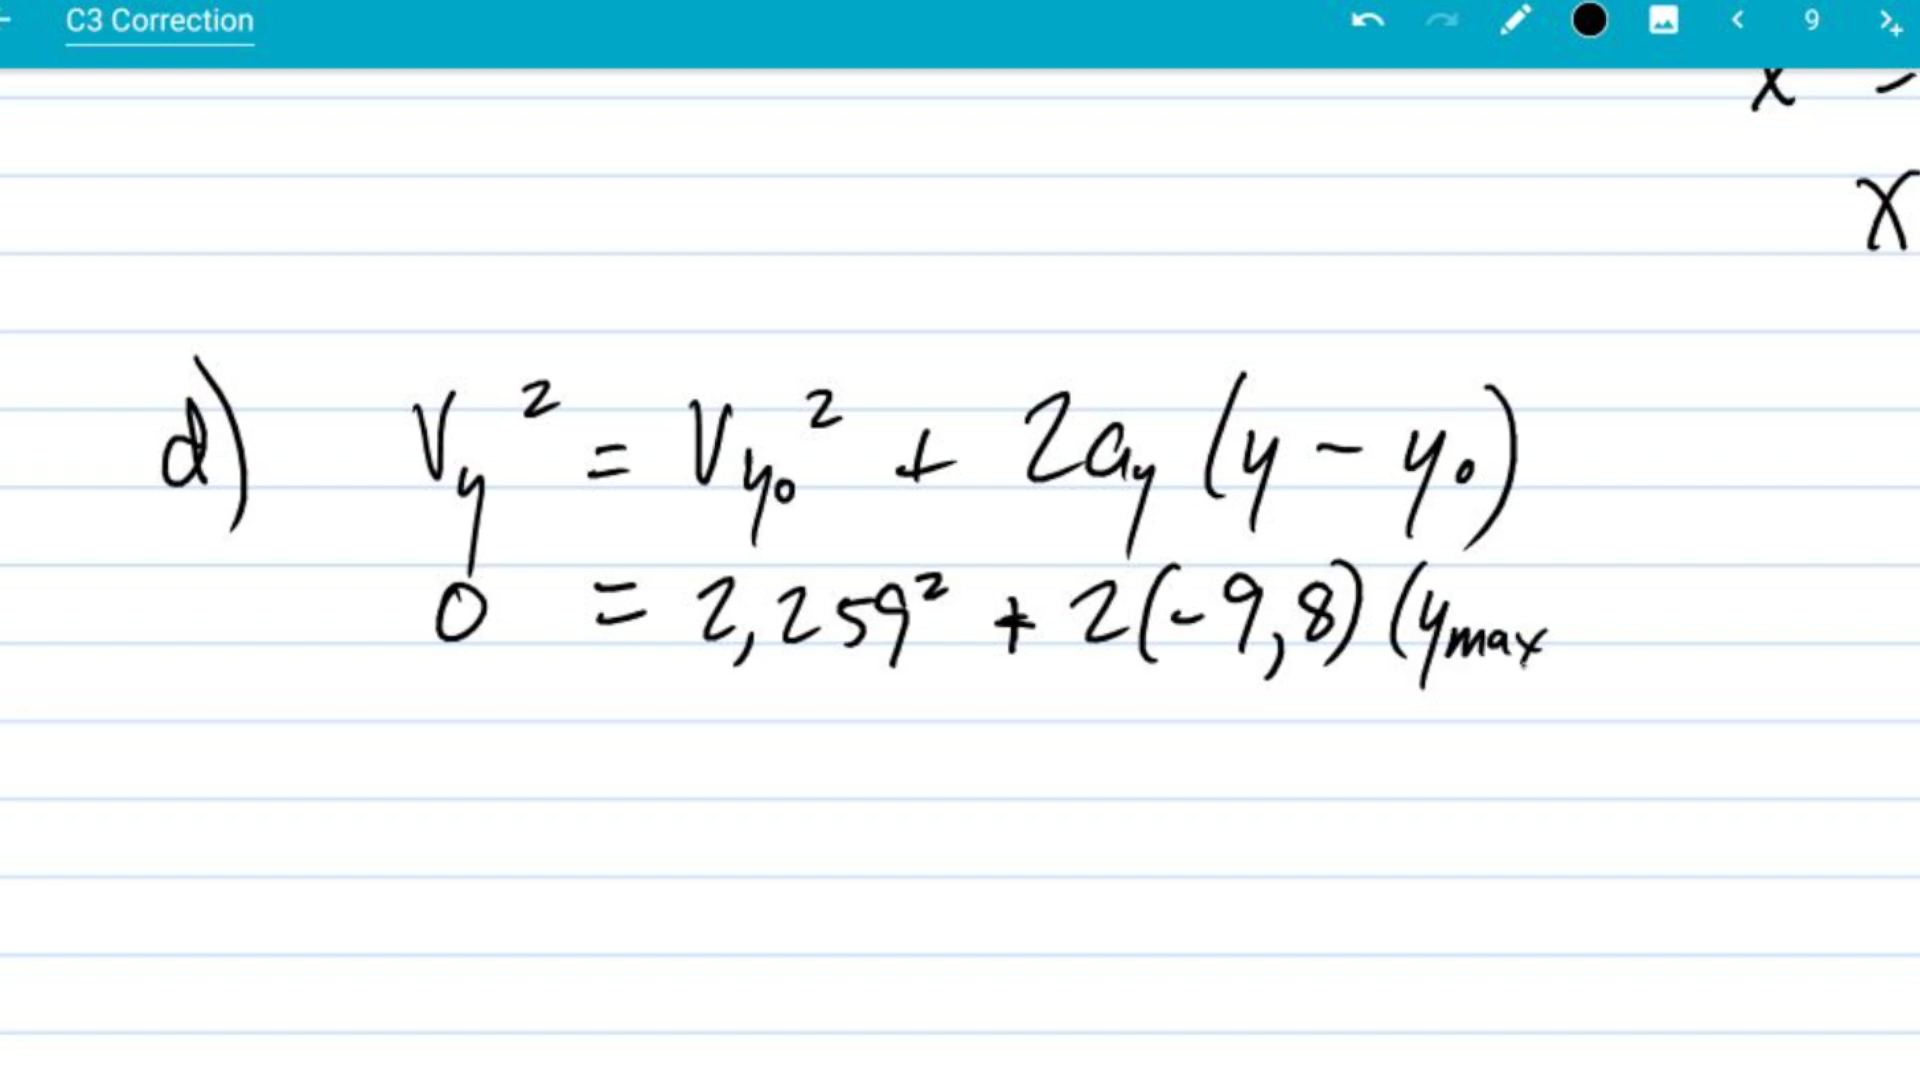 C3 Correction
9
x -
x
d) Vy² = Vy₀² + 2ay (y - y₀)
0 = 2,259² + 2(-9,8) (ymax